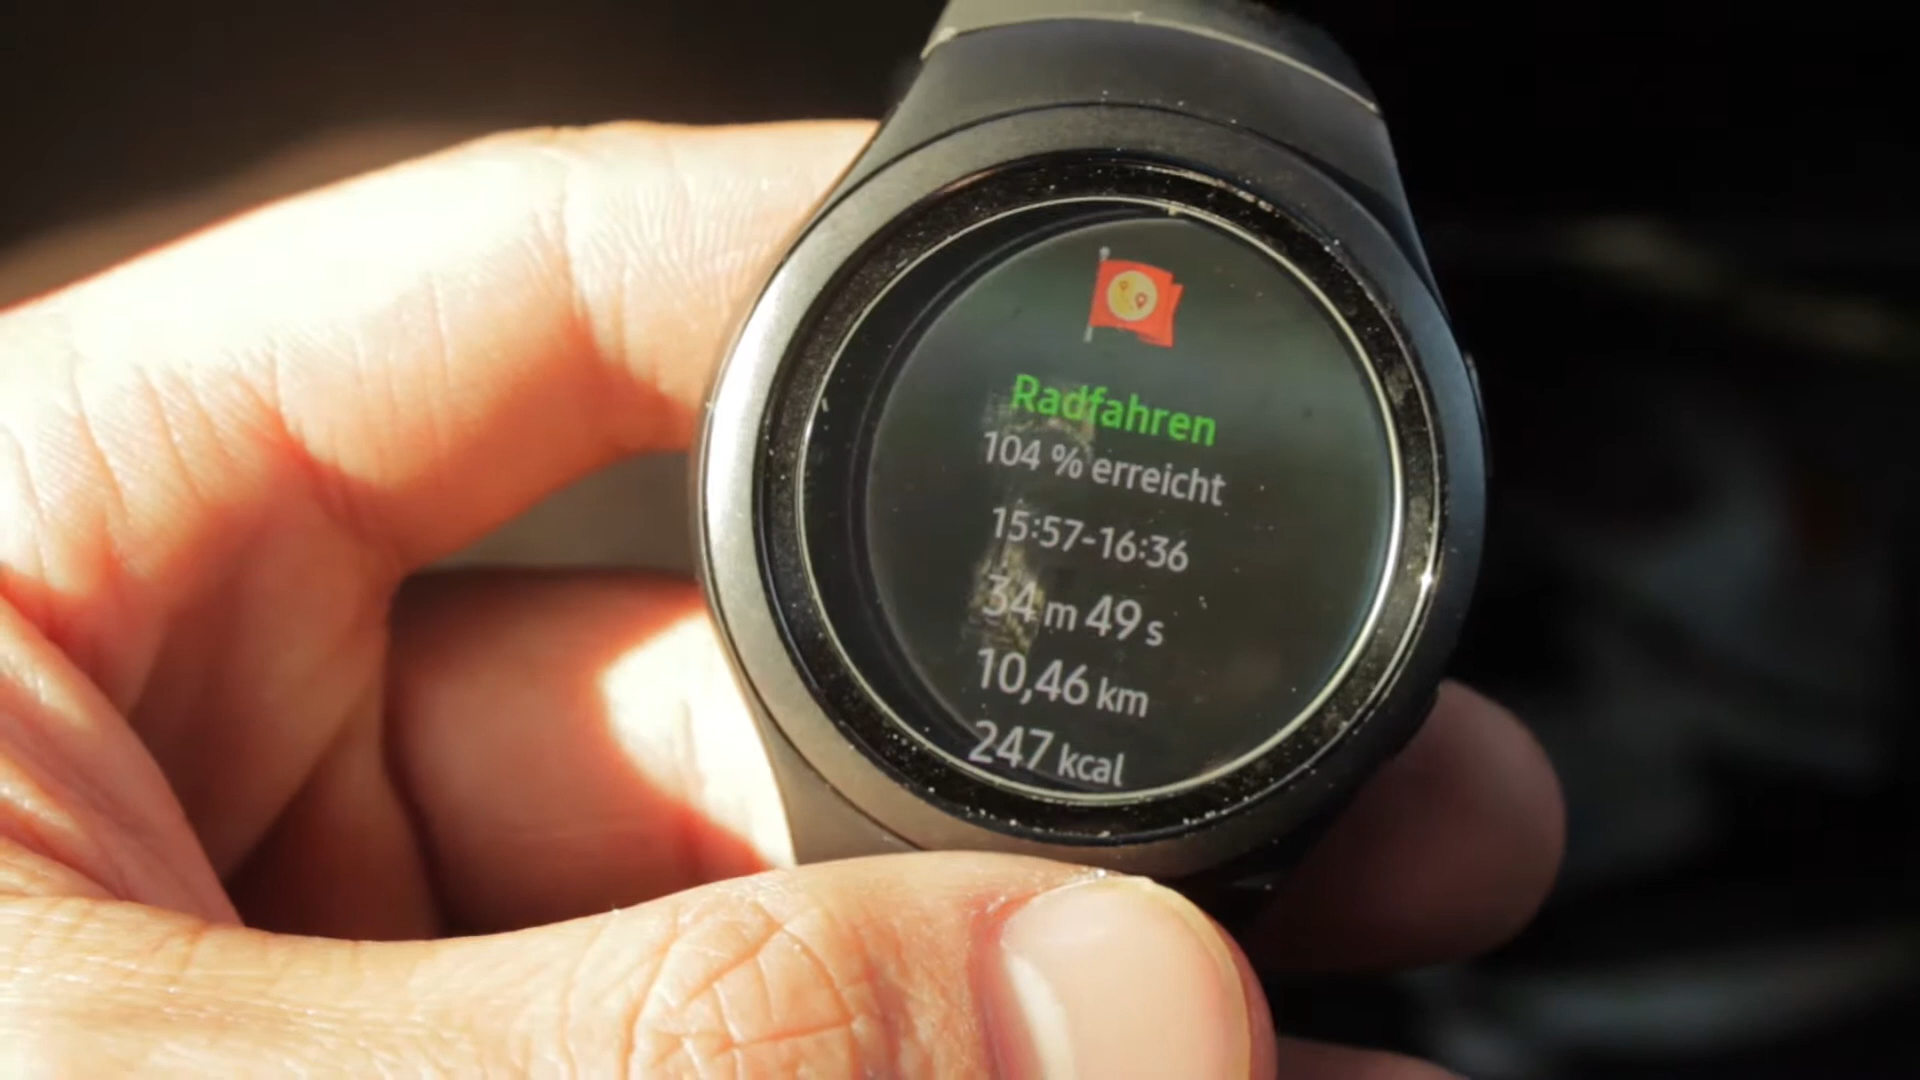 Radfahren
104 % erreicht
15:57-16:36
34 m 49 s
10,46 km
247 kcal